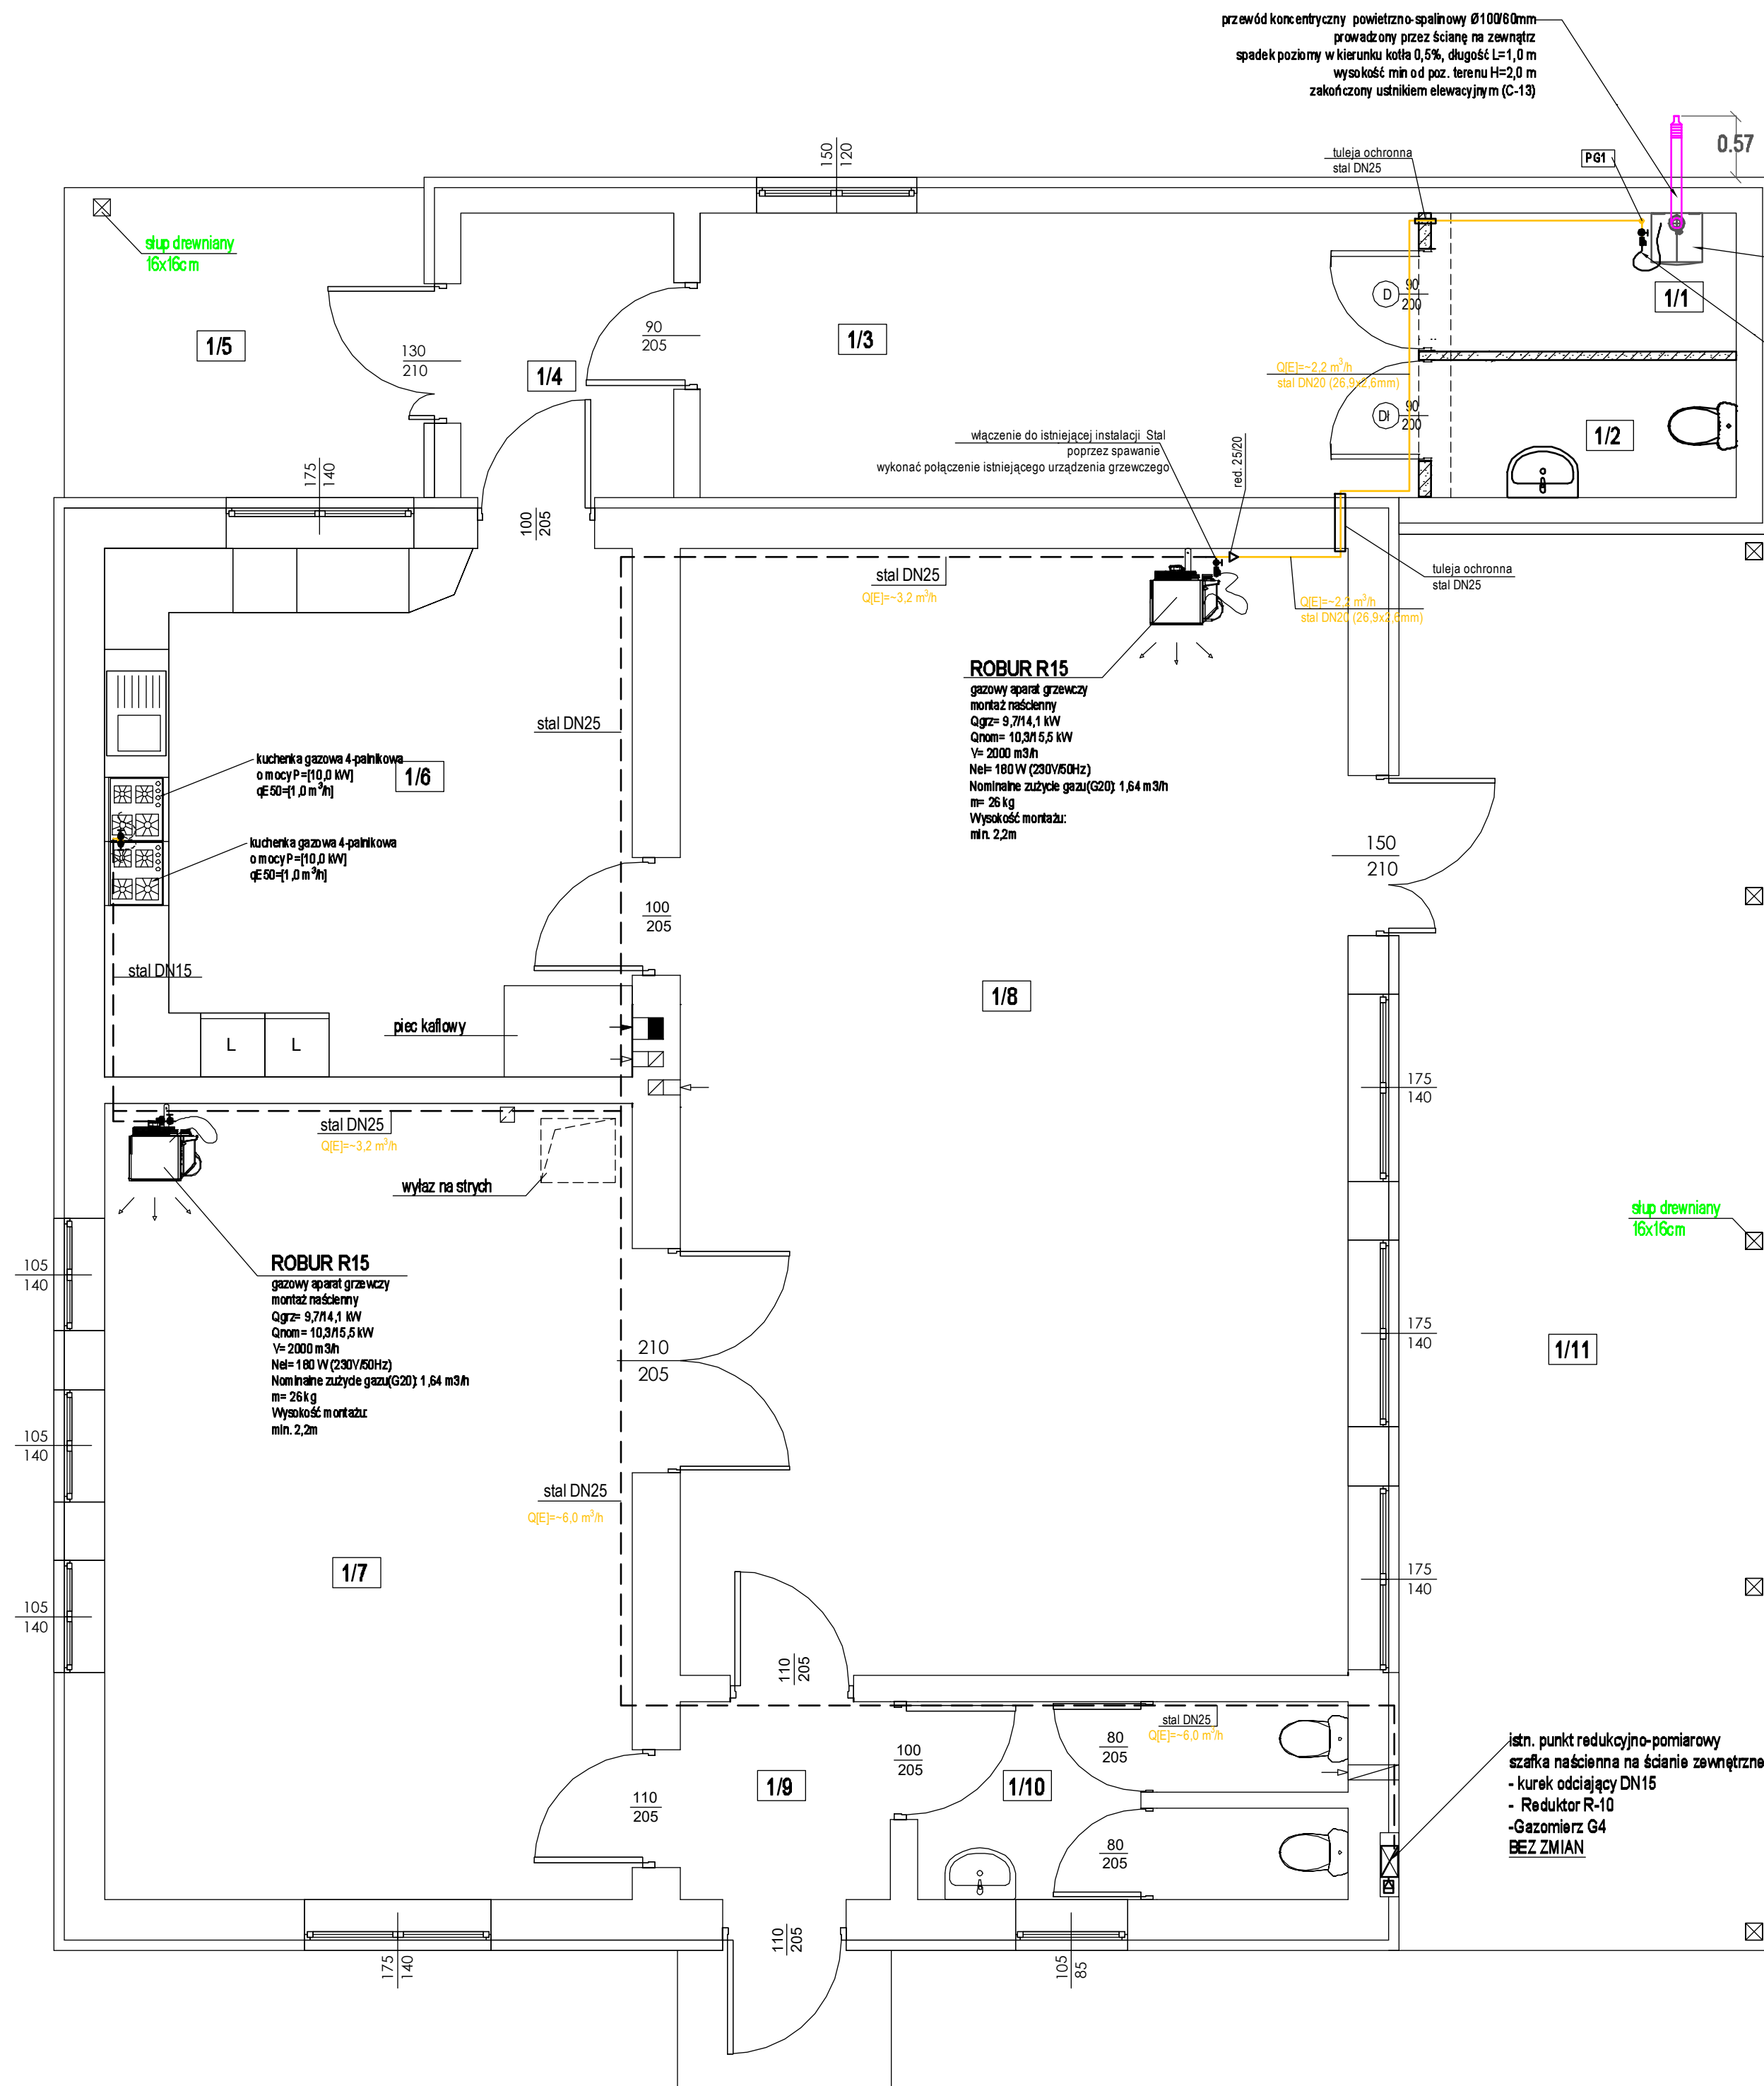 przewód koncentryczny powietrzno-spalinowy Ø100/60mm
prowadzony przez ścianę na zewnątrz
spadek poziomy w kierunku kotła 0,5%, długość L=1,0 m
wysokość min od poz. terenu H=2,0 m
zakończony ustnikiem elewacyjnym (C-13)
0.57
PG1
tuleja ochronna
stal DN25
150
120
słup drewniany
16x16cm
1/5
130
210
1/4
90
205
1/3
D
90
200
1/1
Q[E]=~2,2 m³/h
stal DN20 (26,9x2,6mm)
Dł
90
200
1/2
włączenie do istniejącej instalacji Stal
poprzez spawanie
wykonać połączenie istniejącego urządzenia grzewczego
red. 25/20
175
140
100
205
stal DN25
Q[E]=~3,2 m³/h
tuleja ochronna
stal DN25
Q[E]=~2,2 m³/h
stal DN20 (26,9x2,6mm)
ROBUR R15
gazowy aparat grzewczy
montaż naścienny
Qgrz= 9,7/14,1 kW
Qnom= 10,3/15,5 kW
V= 2000 m3/h
Nel= 180 W (230V/50Hz)
Nominalne zużycie gazu(G20): 1,64 m3/h
m= 26 kg
Wysokość montażu:
min. 2,2m
stal DN25
kuchenka gazowa 4-palnikowa
o mocy P=[10,0 kW]
qE50=[1,0 m³/h]
1/6
kuchenka gazowa 4-palnikowa
o mocy P=[10,0 kW]
qE50=[1,0 m³/h]
150
210
100
205
stal DN15
1/8
piec kaflowy
L
L
175
140
stal DN25
Q[E]=~3,2 m³/h
wyłaz na strych
słup drewniany
16x16cm
ROBUR R15
gazowy aparat grzewczy
montaż naścienny
Qgrz= 9,7/14,1 kW
Qnom= 10,3/15,5 kW
V= 2000 m3/h
Nel= 180 W (230V/50Hz)
Nominalne zużycie gazu(G20): 1,64 m3/h
m= 26 kg
Wysokość montażu:
min. 2,2m
105
140
210
205
175
140
1/11
105
140
stal DN25
Q[E]=~6,0 m³/h
1/7
175
140
105
140
110
205
stal DN25
Q[E]=~6,0 m³/h
80
205
100
205
1/9
1/10
110
205
80
205
istn. punkt redukcyjno-pomiarowy
szafka naścienna na ścianie zewnętrzne
- kurek odciający DN15
- Reduktor R-10
-Gazomierz G4
BEZ ZMIAN
110
205
175
140
105
85